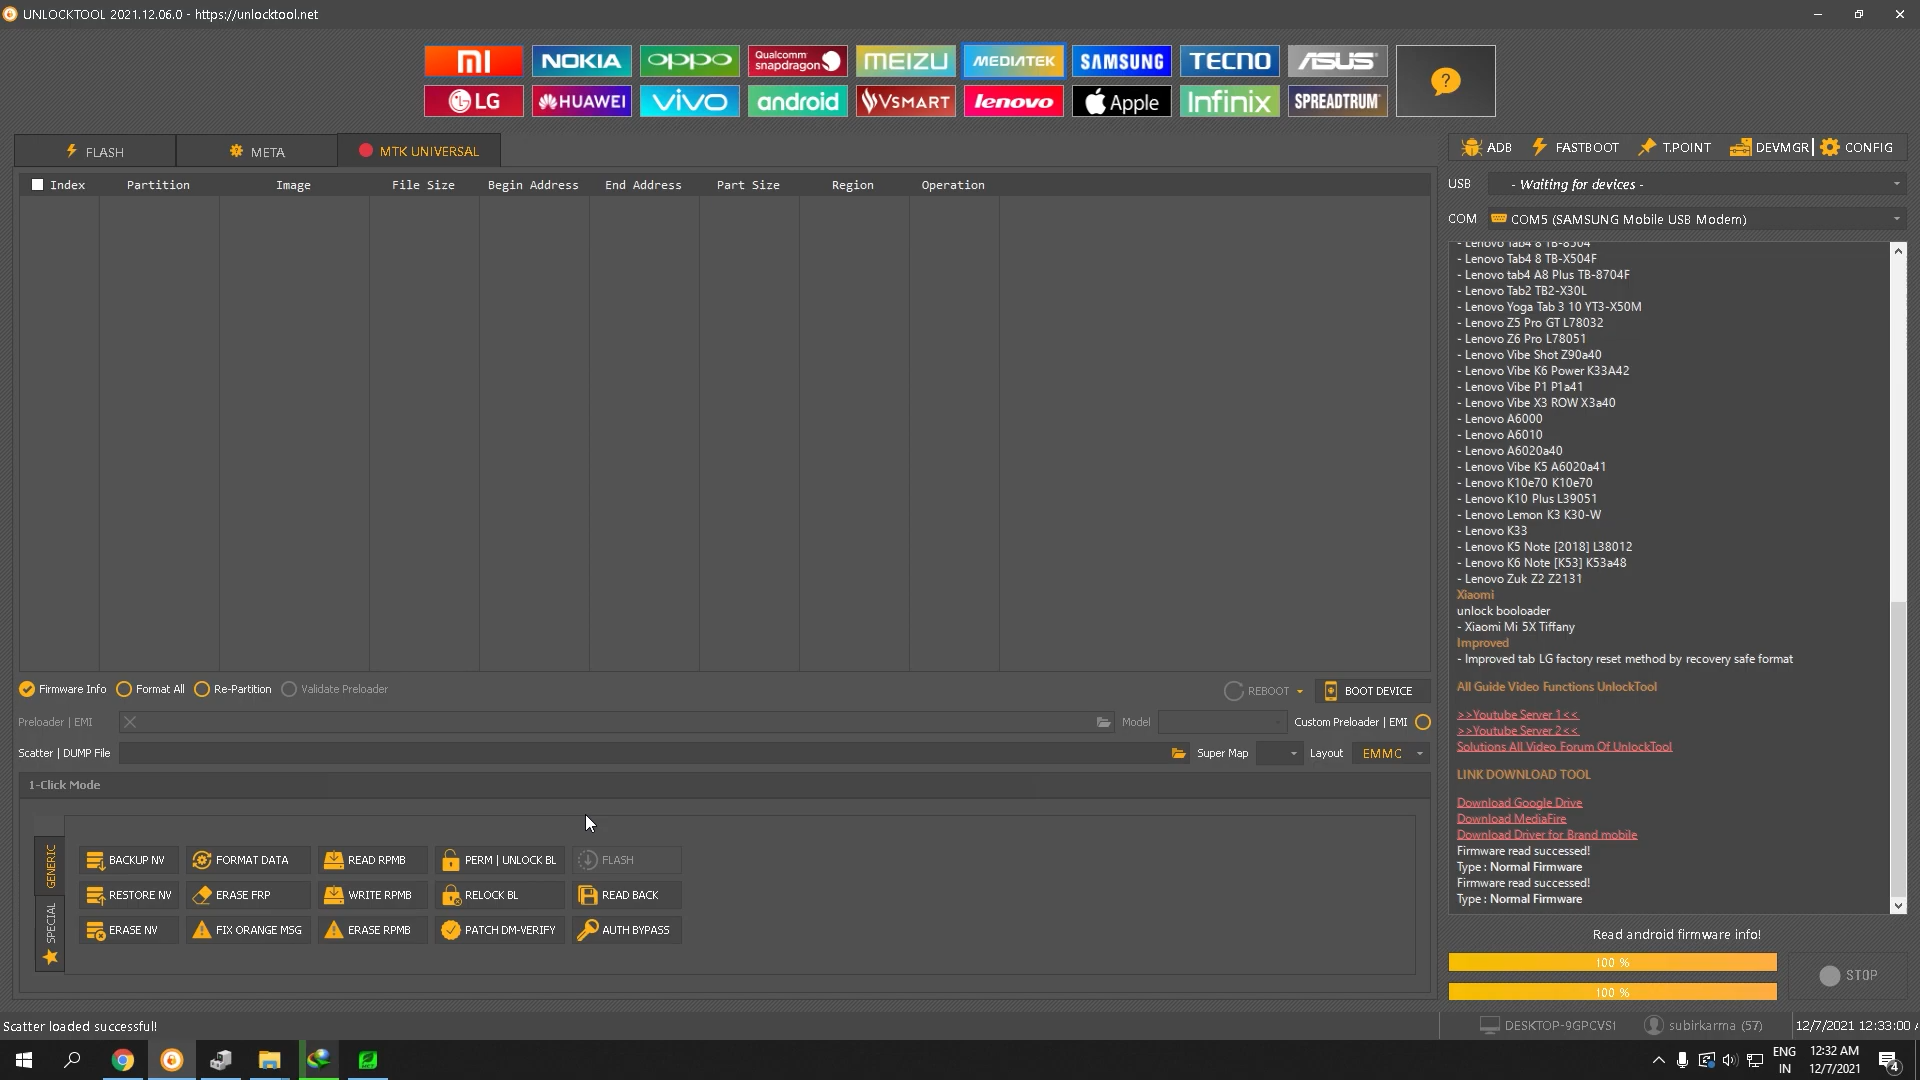 UNLOCKTOOL 2021.12.06.0 - https://unlocktool.net
NOKIA
oppo
Qualcomm snapdragon
MEIZU
MEDIATEK
SAMSUNG
TECNO
ASUS
?
LG
HUAWEI
vivo
android
VSMART
lenovo
Apple
Infinix
SPREADTRUM
FLASH
META
MTK UNIVERSAL
ADB
FASTBOOT
T.POINT
DEVMGR
CONFIG
Index
Partition
Image
File Size
Begin Address
End Address
Part Size
Region
Operation
USB
- Waiting for devices -
COM
COM5 (SAMSUNG Mobile USB Modem)
- Lenovo Tab4 8 TB-8504
- Lenovo Tab4 8 TB-X504F
- Lenovo tab4 A8 Plus TB-8704F
- Lenovo Tab2 TB2-X30L
- Lenovo Yoga Tab 3 10 YT3-X50M
- Lenovo Z5 Pro GT L78032
- Lenovo Z6 Pro L78051
- Lenovo Vibe Shot Z90a40
- Lenovo Vibe K6 Power K33A42
- Lenovo Vibe P1 P1a41
- Lenovo Vibe X3 ROW X3a40
- Lenovo A6000
- Lenovo A6010
- Lenovo A6020a40
- Lenovo Vibe K5 A6020a41
- Lenovo K10e70 K10e70
- Lenovo K10 Plus L39051
- Lenovo Lemon K3 K30-W
- Lenovo K33
- Lenovo K5 Note [2018] L38012
- Lenovo K6 Note [K53] K53a48
- Lenovo Zuk Z2 Z2131
Xiaomi
unlock booloader
- Xiaomi Mi 5X Tiffany
Improved
- Improved tab LG factory reset method by recovery safe format
All Guide Video Functions UnlockTool
>>Youtube Server 1<<
>>Youtube Server 2<<
Solutions All Video Forum Of UnlockTool
LINK DOWNLOAD TOOL
Download Google Drive
Download MediaFire
Download Driver for Brand mobile
Firmware read successed!
Type : Normal Firmware
Firmware read successed!
Type : Normal Firmware
Firmware Info
Format All
Re-Partition
Validate Preloader
REBOOT
BOOT DEVICE
Preloader | EMI
Model
Custom Preloader | EMI
Scatter | DUMP File
Super Map
Layout
EMMC
1-Click Mode
GENERIC
SPECIAL
BACKUP NV
FORMAT DATA
READ RPMB
PERM | UNLOCK BL
FLASH
RESTORE NV
ERASE FRP
WRITE RPMB
RELOCK BL
READ BACK
ERASE NV
FIX ORANGE MSG
ERASE RPMB
PATCH DM-VERIFY
AUTH BYPASS
Read android firmware info!
100 %
100 %
STOP
Scatter loaded successful!
DESKTOP-9GPCVS1
subirkarma (57)
12/7/2021 12:33:00
ENG
IN
12:32 AM
12/7/2021
4